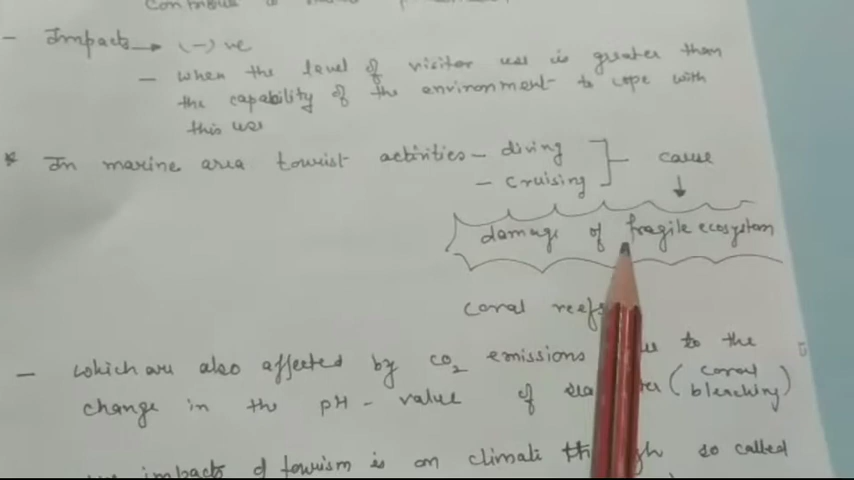 - Impacts → (-)ve
- when the level of visitor use is greater than
the capability of the environment to cope with
this use
* In marine area tourist activities - diving
- cruising
cause
↓
damage of fragile ecosystem
coral reefs
- which are also affected by CO2 emissions to the
change in the pH - value of (coral
bleaching)
impacts of tourism is on climate so called